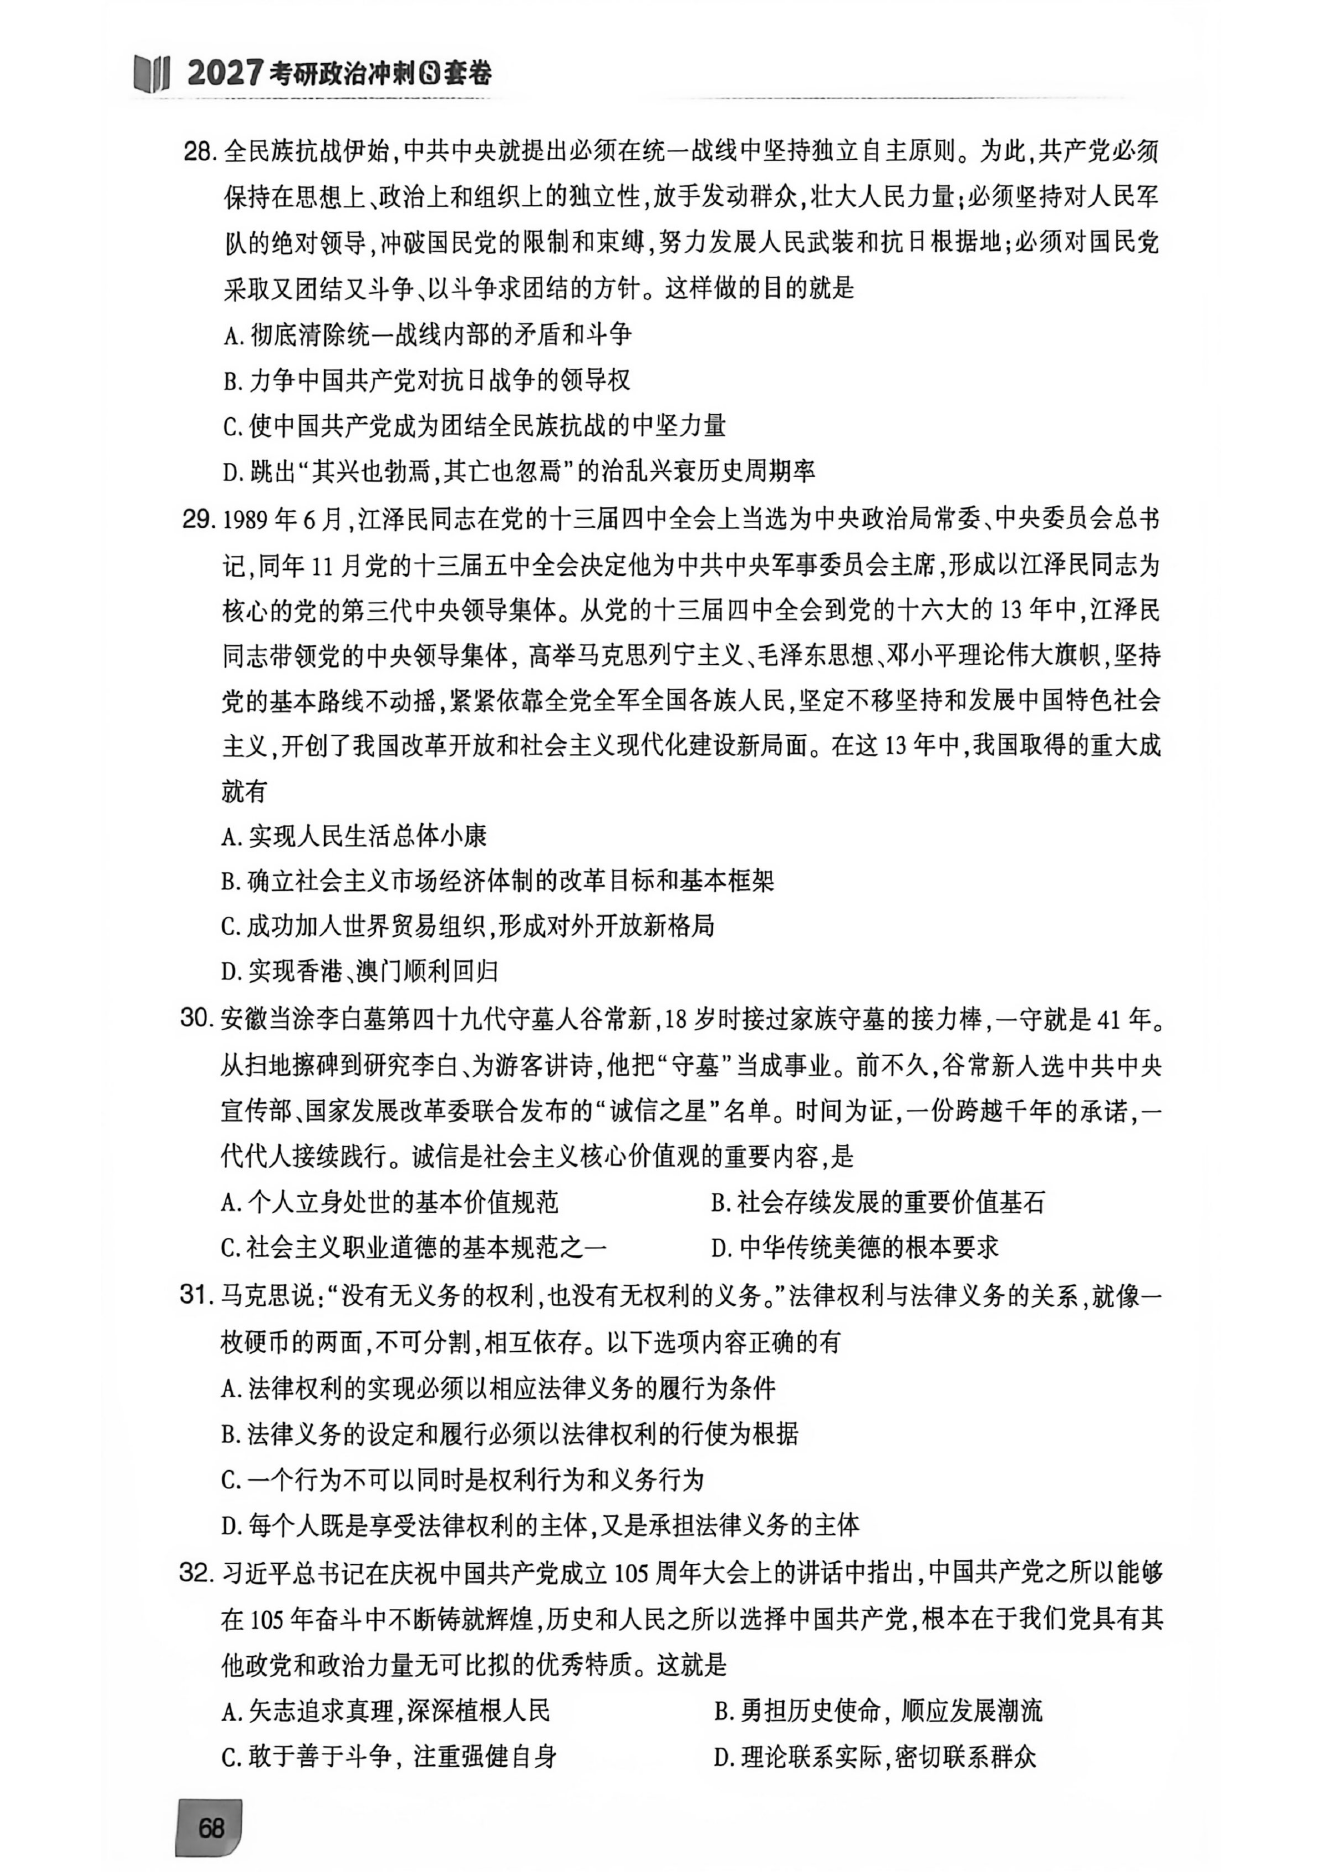 2027考研政治冲刺8套卷
28. 全民族抗战伊始,中共中央就提出必须在统一战线中坚持独立自主原则。为此,共产党必须
保持在思想上、政治上和组织上的独立性,放手发动群众,壮大人民力量;必须坚持对人民军
队的绝对领导,冲破国民党的限制和束缚,努力发展人民武装和抗日根据地;必须对国民党
采取又团结又斗争、以斗争求团结的方针。这样做的目的就是
A. 彻底清除统一战线内部的矛盾和斗争
B. 力争中国共产党对抗日战争的领导权
C. 使中国共产党成为团结全民族抗战的中坚力量
D. 跳出“其兴也勃焉,其亡也忽焉”的治乱兴衰历史周期率
29. 1989 年 6 月,江泽民同志在党的十三届四中全会上当选为中央政治局常委、中央委员会总书
记,同年 11 月党的十三届五中全会决定他为中共中央军事委员会主席,形成以江泽民同志为
核心的党的第三代中央领导集体。从党的十三届四中全会到党的十六大的 13 年中,江泽民
同志带领党的中央领导集体, 高举马克思列宁主义、毛泽东思想、邓小平理论伟大旗帜,坚持
党的基本路线不动摇,紧紧依靠全党全军全国各族人民,坚定不移坚持和发展中国特色社会
主义,开创了我国改革开放和社会主义现代化建设新局面。在这 13 年中,我国取得的重大成
就有
A. 实现人民生活总体小康
B. 确立社会主义市场经济体制的改革目标和基本框架
C. 成功加人世界贸易组织,形成对外开放新格局
D. 实现香港、澳门顺利回归
30. 安徽当涂李白墓第四十九代守墓人谷常新,18 岁时接过家族守墓的接力棒,一守就是 41 年。
从扫地擦碑到研究李白、为游客讲诗,他把“守墓”当成事业。前不久,谷常新人选中共中央
宣传部、国家发展改革委联合发布的“诚信之星”名单。时间为证,一份跨越千年的承诺,一
代代人接续践行。诚信是社会主义核心价值观的重要内容,是
A. 个人立身处世的基本价值规范 B. 社会存续发展的重要价值基石
C. 社会主义职业道德的基本规范之一 D. 中华传统美德的根本要求
31. 马克思说:“没有无义务的权利,也没有无权利的义务。”法律权利与法律义务的关系,就像一
枚硬币的两面,不可分割,相互依存。以下选项内容正确的有
A. 法律权利的实现必须以相应法律义务的履行为条件
B. 法律义务的设定和履行必须以法律权利的行使为根据
C. 一个行为不可以同时是权利行为和义务行为
D. 每个人既是享受法律权利的主体,又是承担法律义务的主体
32. 习近平总书记在庆祝中国共产党成立 105 周年大会上的讲话中指出,中国共产党之所以能够
在 105 年奋斗中不断铸就辉煌,历史和人民之所以选择中国共产党,根本在于我们党具有其
他政党和政治力量无可比拟的优秀特质。这就是
A. 矢志追求真理,深深植根人民 B. 勇担历史使命, 顺应发展潮流
C. 敢于善于斗争, 注重强健自身 D. 理论联系实际,密切联系群众
68